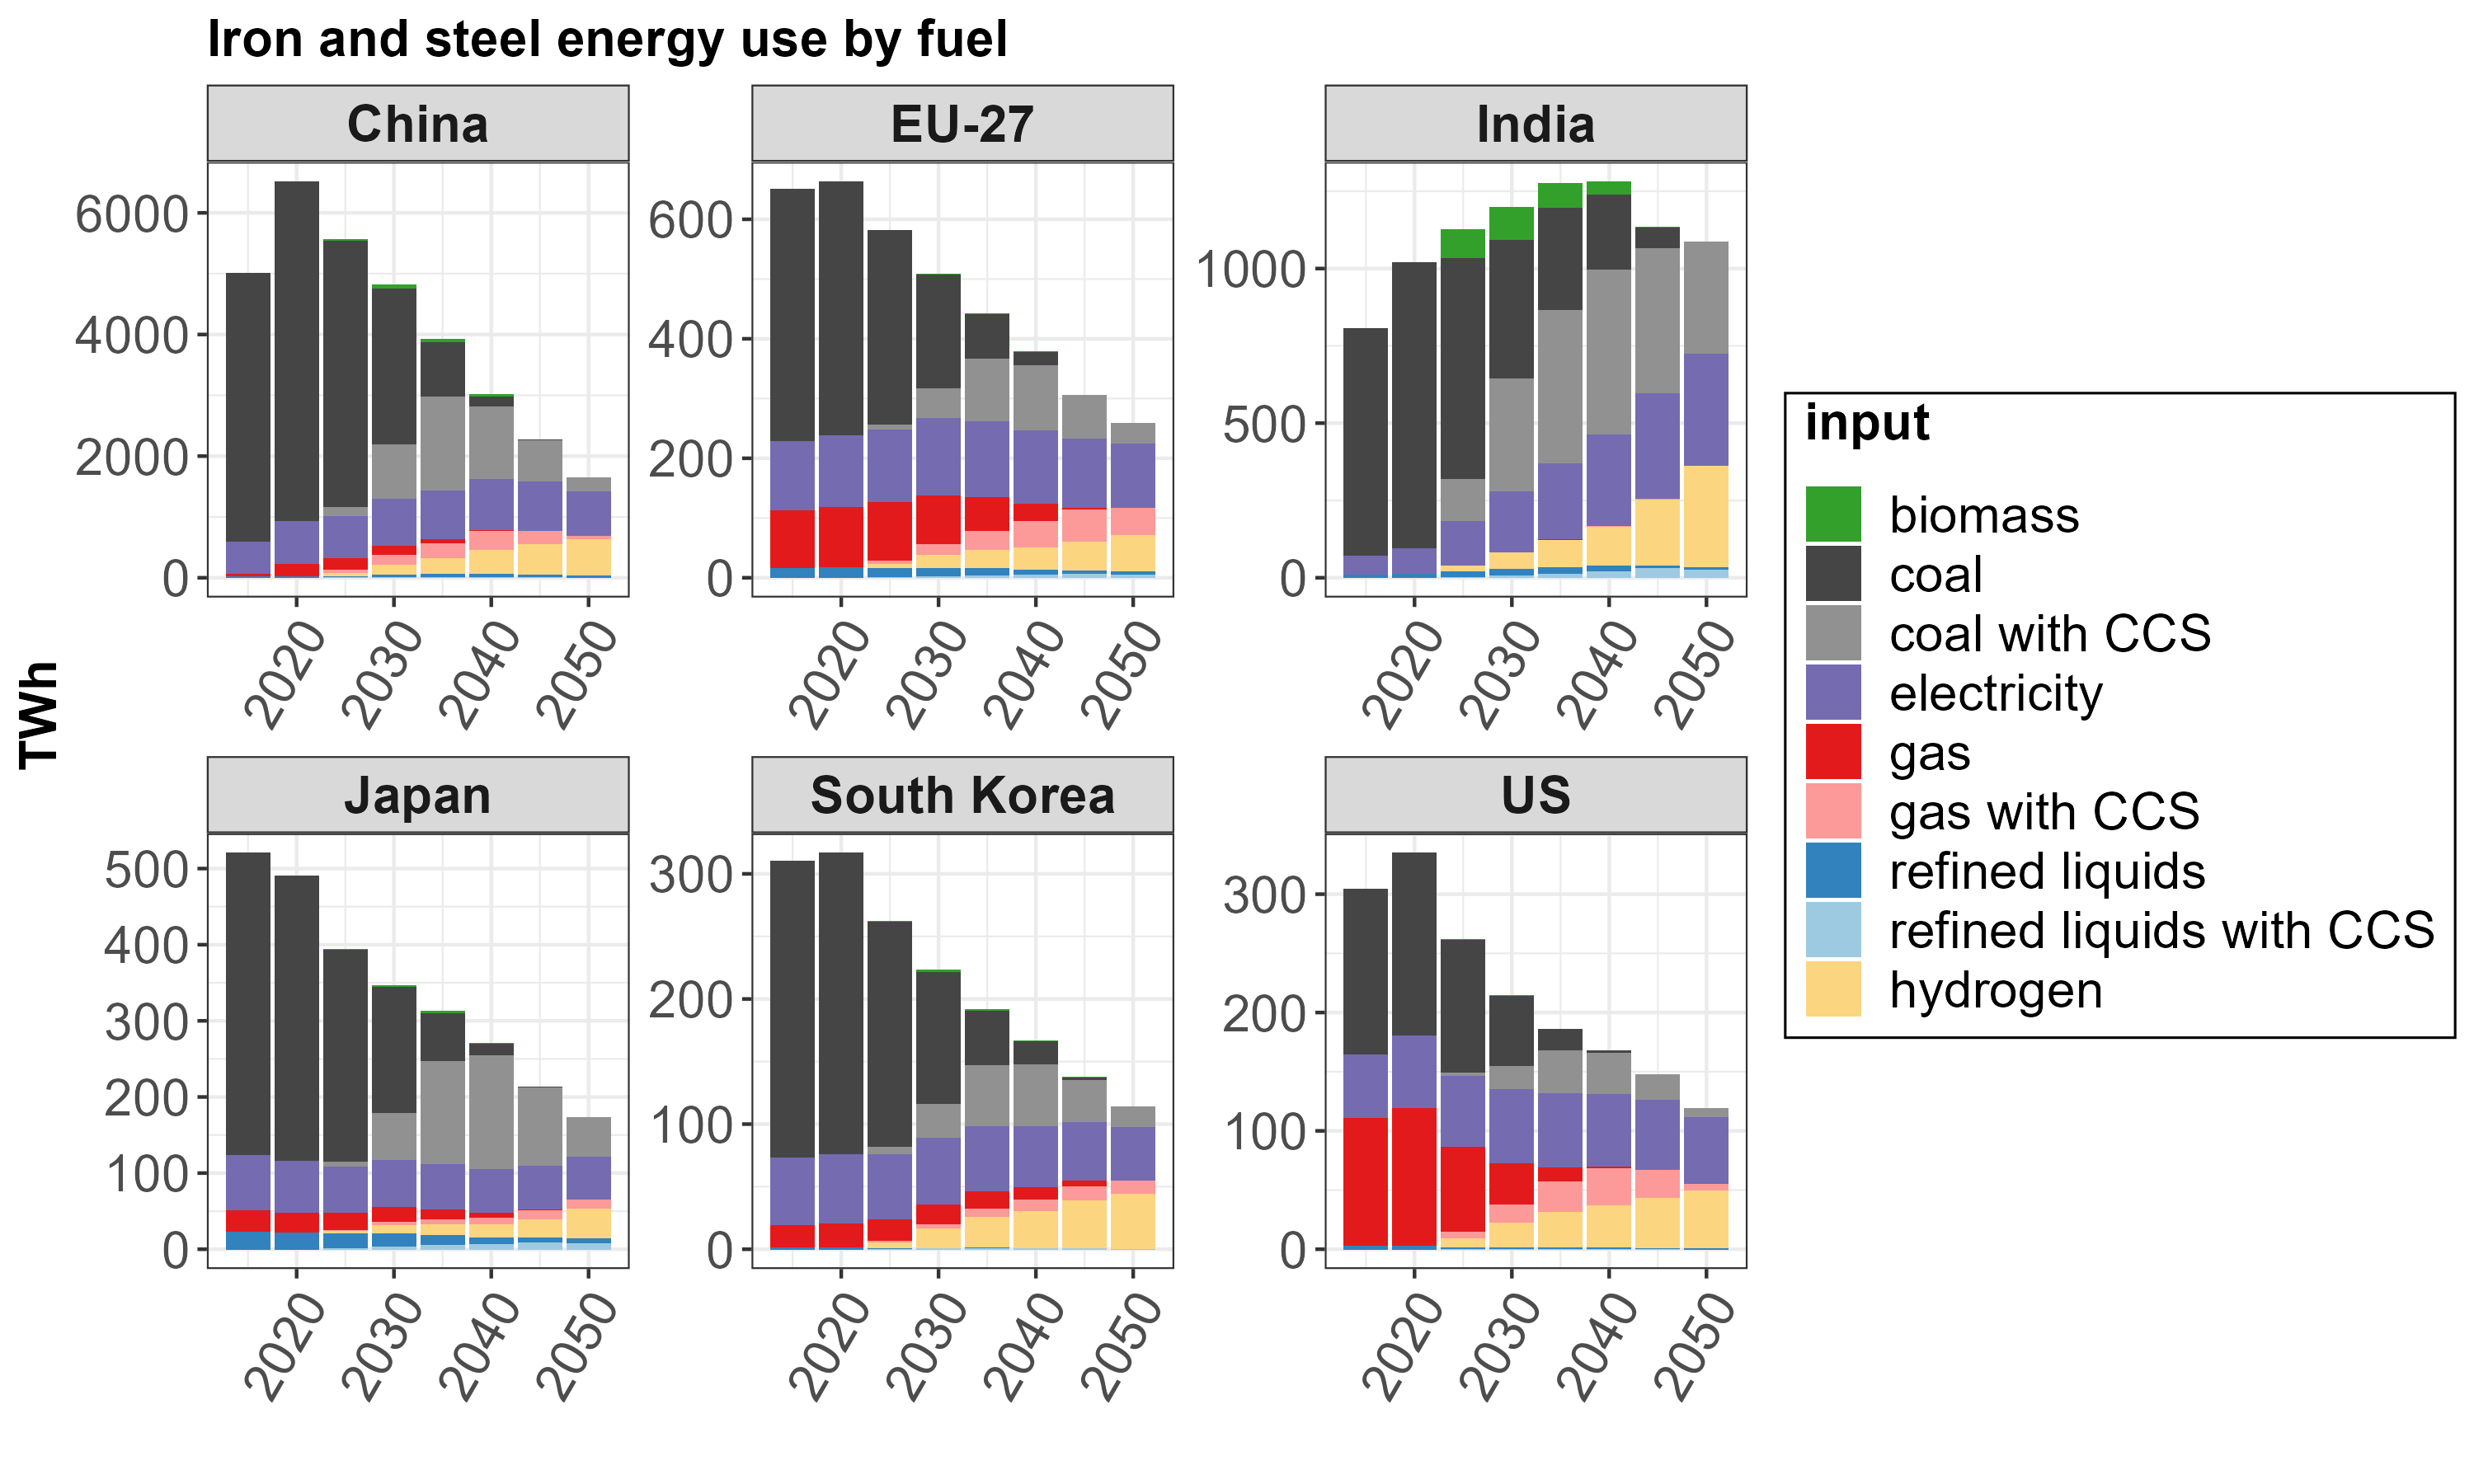 Iron and steel energy use by fuel
China
EU-27
India
6000
4000
2000
0
600
400
200
0
1000
500
0
2020
2030
2040
2050
2020
2030
2040
2050
2020
2030
2040
2050
TWh
Japan
South Korea
US
500
400
300
200
100
0
300
200
100
0
300
200
100
0
2020
2030
2040
2050
2020
2030
2040
2050
2020
2030
2040
2050
input
biomass
coal
coal with CCS
electricity
gas
gas with CCS
refined liquids
refined liquids with CCS
hydrogen